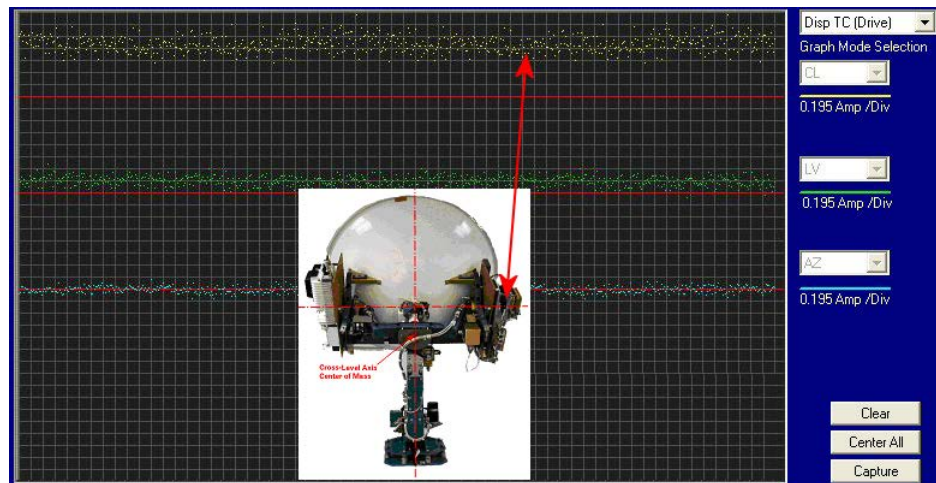 Disp TC (Drive)
Graph Mode Selection
CL
0.195 Amp /Div
LV
0.195 Amp /Div
AZ
0.195 Amp /Div
Cross-Level Axis
Center of Mass
Clear
Center All
Capture